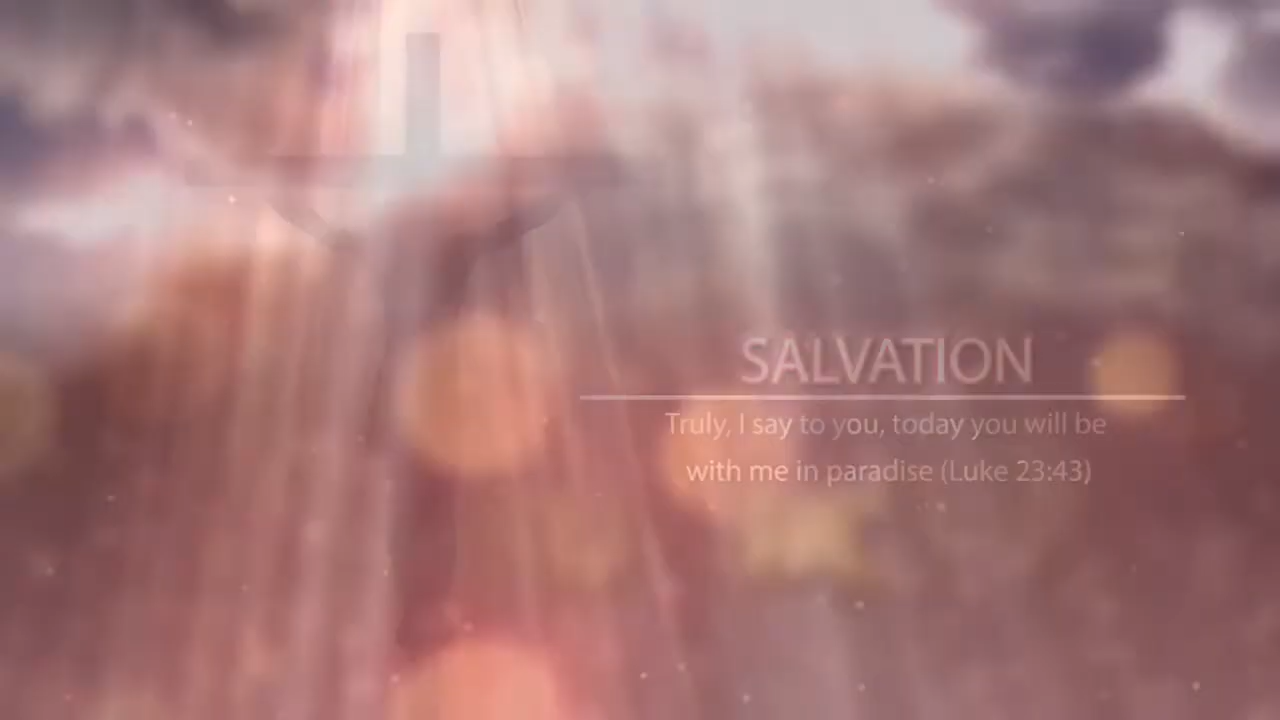 SALVATION
Truly, I say to you, today you will be
with me in paradise (Luke 23:43)